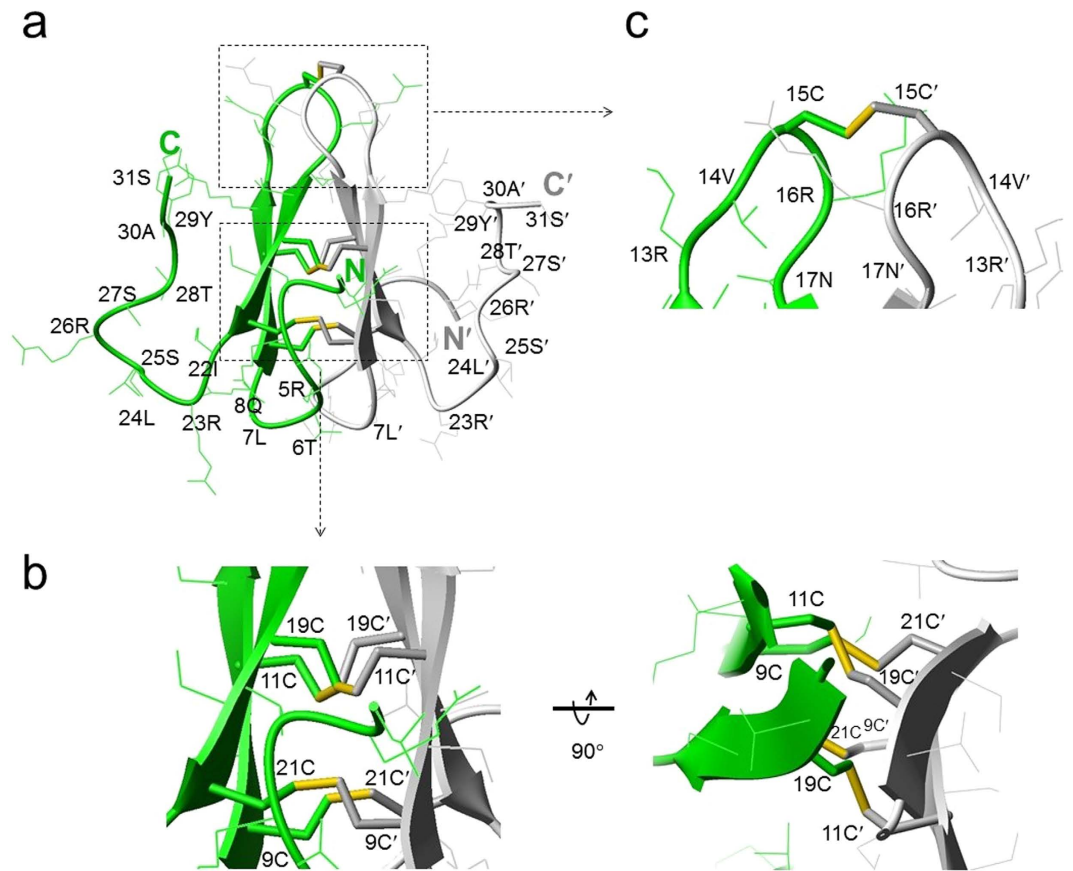 a
c
C
31S
30A
29Y
27S
28T
26R
25S
22I
24L
23R
8Q
7L
5R
6T
N
N′
C′
30A′
31S′
29Y′
28T′
27S′
26R′
25S′
24L′
23R′
7L′
15C
15C′
14V
16R
16R′
14V′
13R
17N
17N′
13R′
b
19C
19C′
11C
11C′
21C
21C′
9C
9C′
90°
11C
21C′
9C
19C′
21C
9C′
19C
11C′